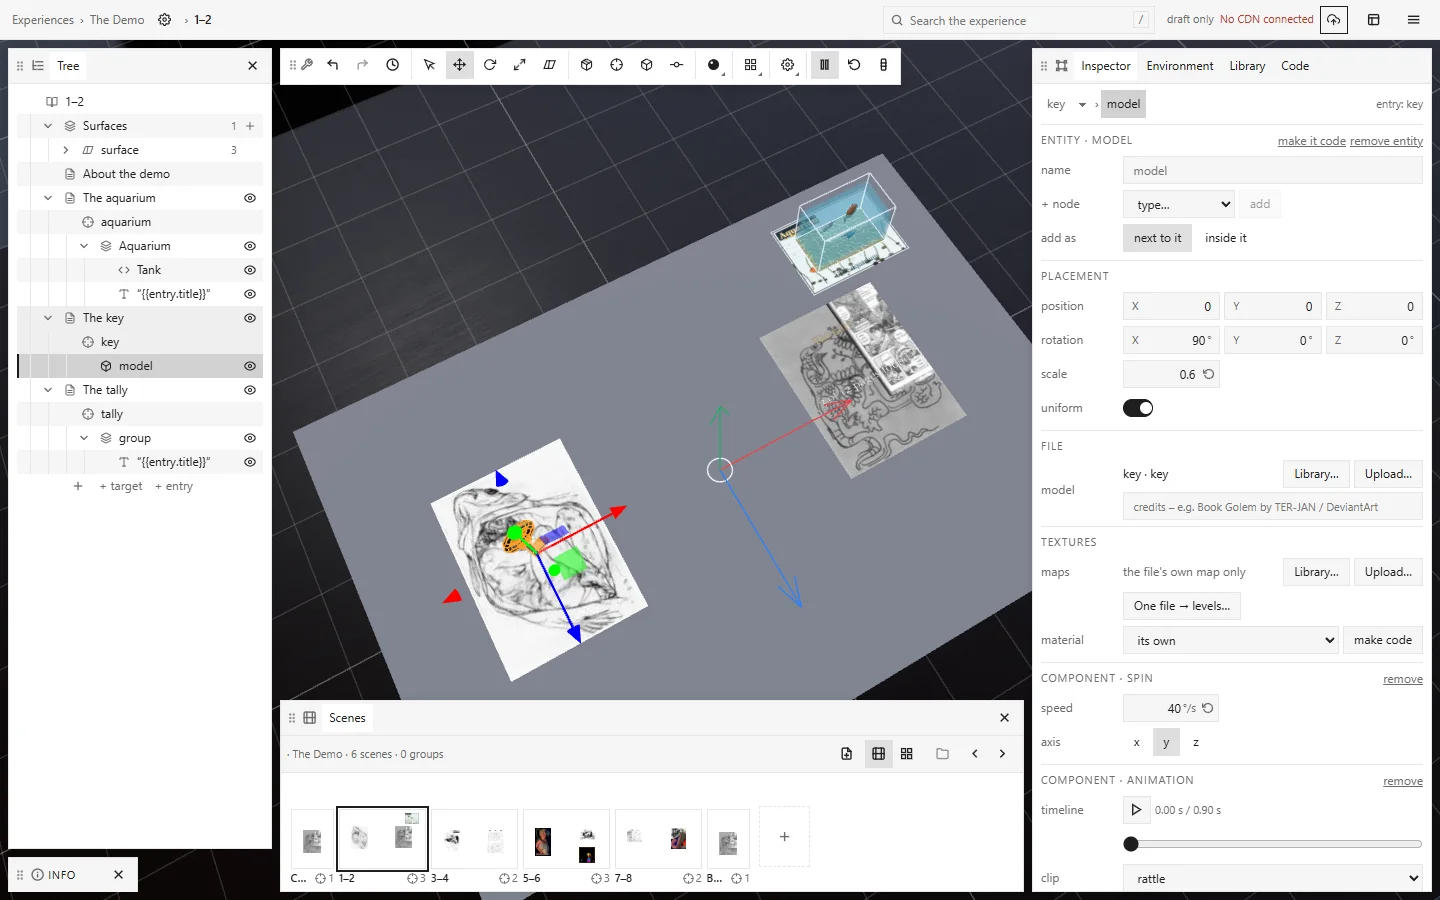 Experiences › The Demo › 1–2
Search the experience /
draft only No CDN connected
Tree
1–2
Surfaces 1 +
surface 3
About the demo
The aquarium
aquarium
Aquarium
Tank
"{{entry.title}}"
The key
key
model
The tally
tally
group
"{{entry.title}}"
+ + target + entry
INFO
Scenes
· The Demo · 6 scenes · 0 groups
+
C... 1 1–2 3 3–4 2 5–6 3 7–8 2 B... 1
Inspector Environment Library Code
key › model entry: key
ENTITY · MODEL make it code remove entity
name model
+ node type... add
add as next to it inside it
PLACEMENT
position X 0 Y 0 Z 0
rotation X 90° Y 0° Z 0°
scale 0.6
uniform
FILE
model key · key Library... Upload...
credits – e.g. Book Golem by TER-JAN / DeviantArt
TEXTURES
maps the file's own map only Library... Upload...
One file → levels...
material its own make code
COMPONENT · SPIN remove
speed 40°/s
axis x y z
COMPONENT · ANIMATION remove
timeline 0.00 s / 0.90 s
clip rattle